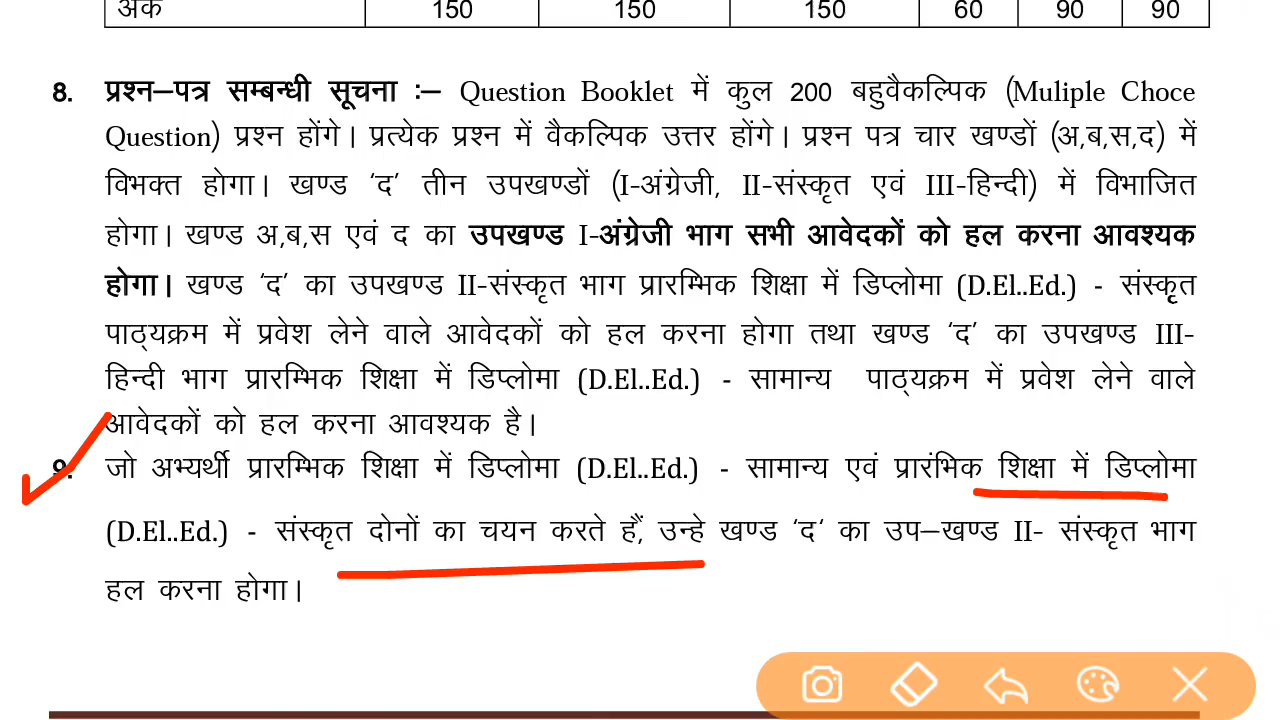 अंक 150 150 150 60 90 90
8. प्रश्न–पत्र सम्बन्धी सूचना :– Question Booklet में कुल 200 बहुवैकल्पिक (Muliple Choce
Question) प्रश्न होंगे। प्रत्येक प्रश्न में वैकल्पिक उत्तर होंगे। प्रश्न पत्र चार खण्डों (अ,ब,स,द) में
विभक्त होगा। खण्ड ‘द’ तीन उपखण्डों (I-अंग्रेजी, II-संस्कृत एवं III-हिन्दी) में विभाजित
होगा। खण्ड अ,ब,स एवं द का उपखण्ड I-अंग्रेजी भाग सभी आवेदकों को हल करना आवश्यक
होगा। खण्ड ‘द’ का उपखण्ड II-संस्कृत भाग प्रारम्भिक शिक्षा में डिप्लोमा (D.El..Ed.) - संस्कृत
पाठ्यक्रम में प्रवेश लेने वाले आवेदकों को हल करना होगा तथा खण्ड ‘द’ का उपखण्ड III-
हिन्दी भाग प्रारम्भिक शिक्षा में डिप्लोमा (D.El..Ed.) - सामान्य पाठ्यक्रम में प्रवेश लेने वाले
आवेदकों को हल करना आवश्यक है।
9. जो अभ्यर्थी प्रारम्भिक शिक्षा में डिप्लोमा (D.El..Ed.) - सामान्य एवं प्रारंभिक शिक्षा में डिप्लोमा
(D.El..Ed.) - संस्कृत दोनों का चयन करते हैं, उन्हे खण्ड ‘द‘ का उप–खण्ड II- संस्कृत भाग
हल करना होगा।